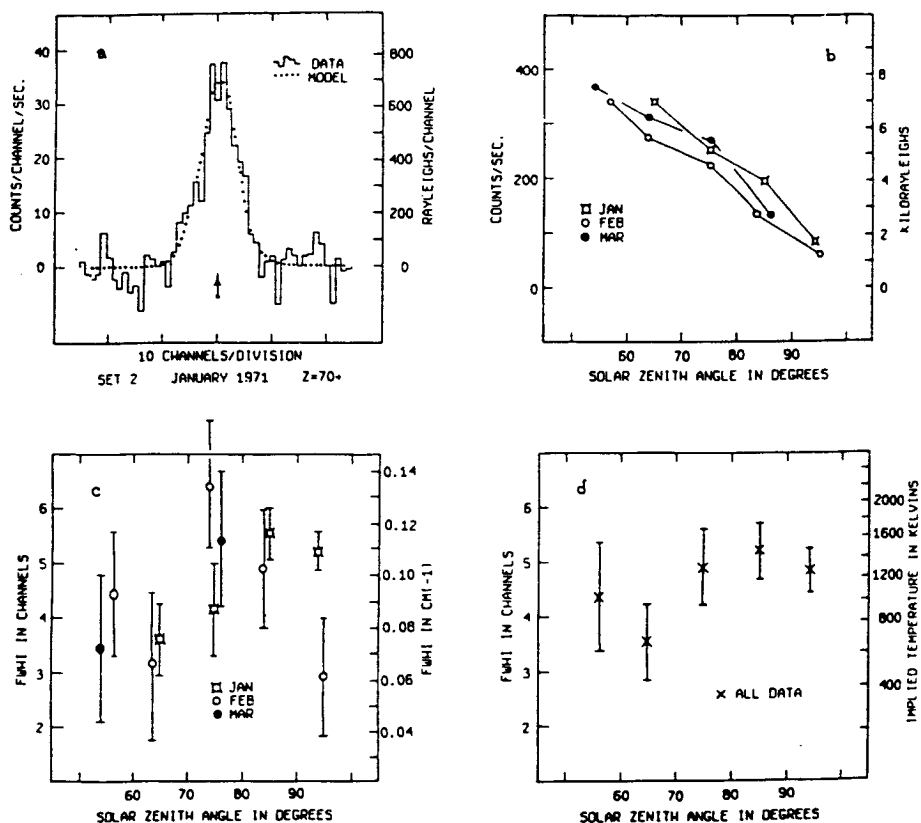 a
40
30
20
10
0
COUNTS/CHANNEL/SEC.
DATA
MODEL
800
600
400
200
0
RAYLEIGHS/CHANNEL
10 CHANNELS/DIVISION
SET 2 JANUARY 1971 Z=70+
b
400
200
0
COUNTS/SEC.
JAN
FEB
MAR
8
6
4
2
0
KILORAYLEIGHS
60 70 80 90
SOLAR ZENITH ANGLE IN DEGREES
c
6
5
4
3
2
FWHI IN CHANNELS
JAN
FEB
MAR
0.14
0.12
0.10
0.08
0.06
0.04
FWHI IN CM(-1)
60 70 80 90
SOLAR ZENITH ANGLE IN DEGREES
d
6
5
4
3
2
FWHI IN CHANNELS
× ALL DATA
2000
1600
1200
800
400
IMPLIED TEMPERATURE IN KELVINS
60 70 80 90
SOLAR ZENITH ANGLE IN DEGREES